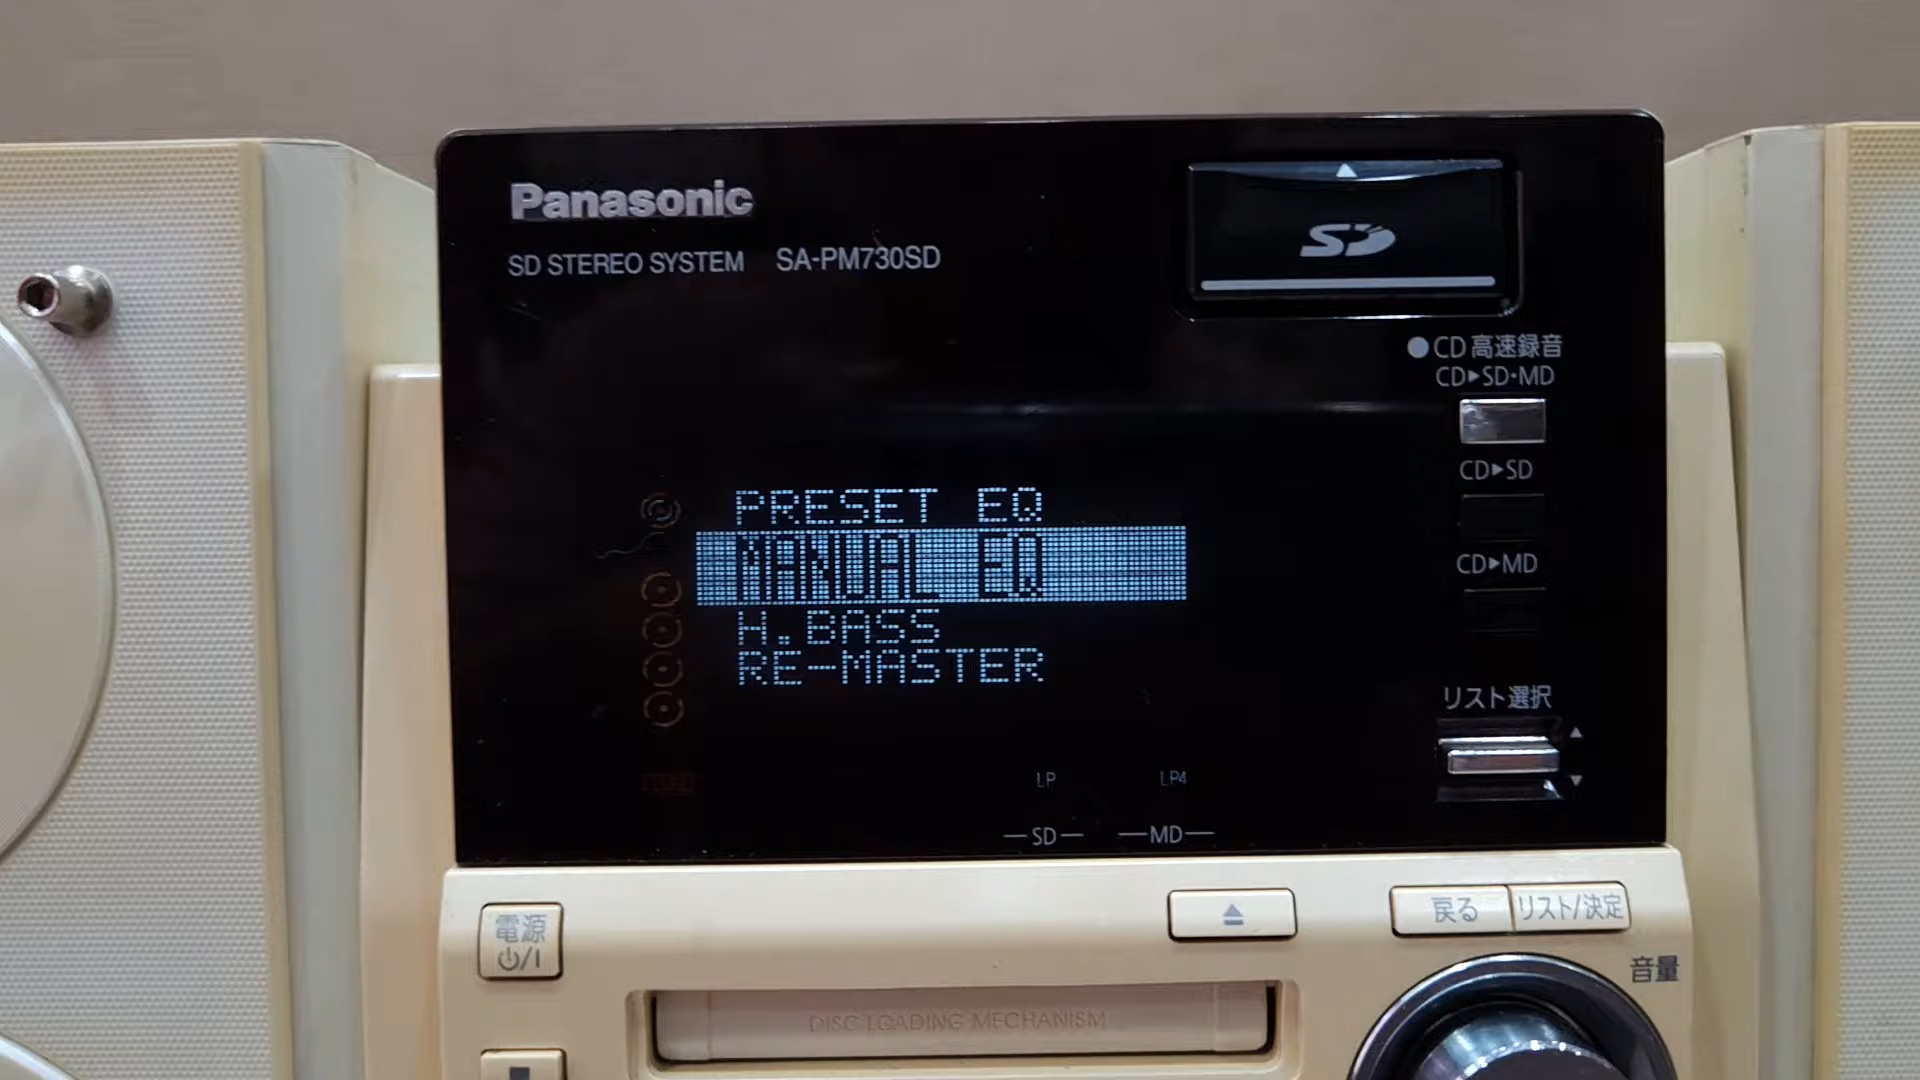 Panasonic
SD STEREO SYSTEM SA-PM730SD
SD
●CD高速録音
CD▶SD・MD
CD▶SD
CD▶MD
PRESET EQ
MANUAL EQ
H.BASS
RE-MASTER
リスト選択
LP LP4
SD MD
電源
⏻/I
戻る
リスト/決定
音量
DISC LOADING MECHANISM